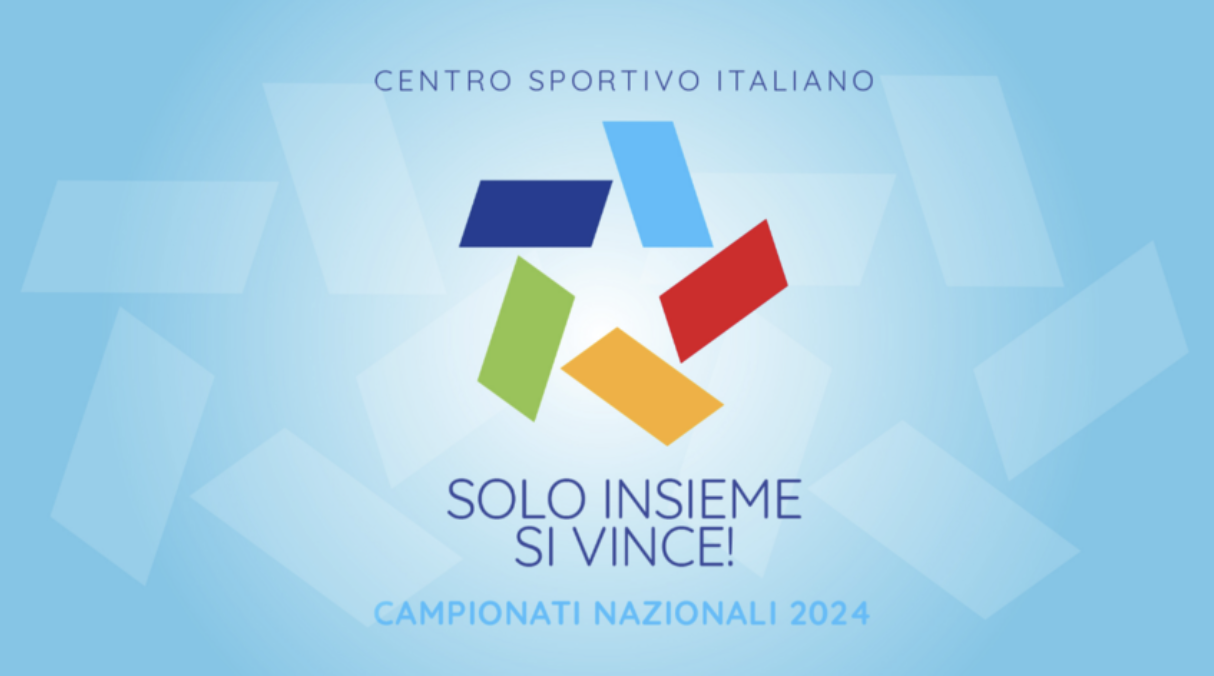 CENTRO SPORTIVO ITALIANO
SOLO INSIEME
SI VINCE!
CAMPIONATI NAZIONALI 2024